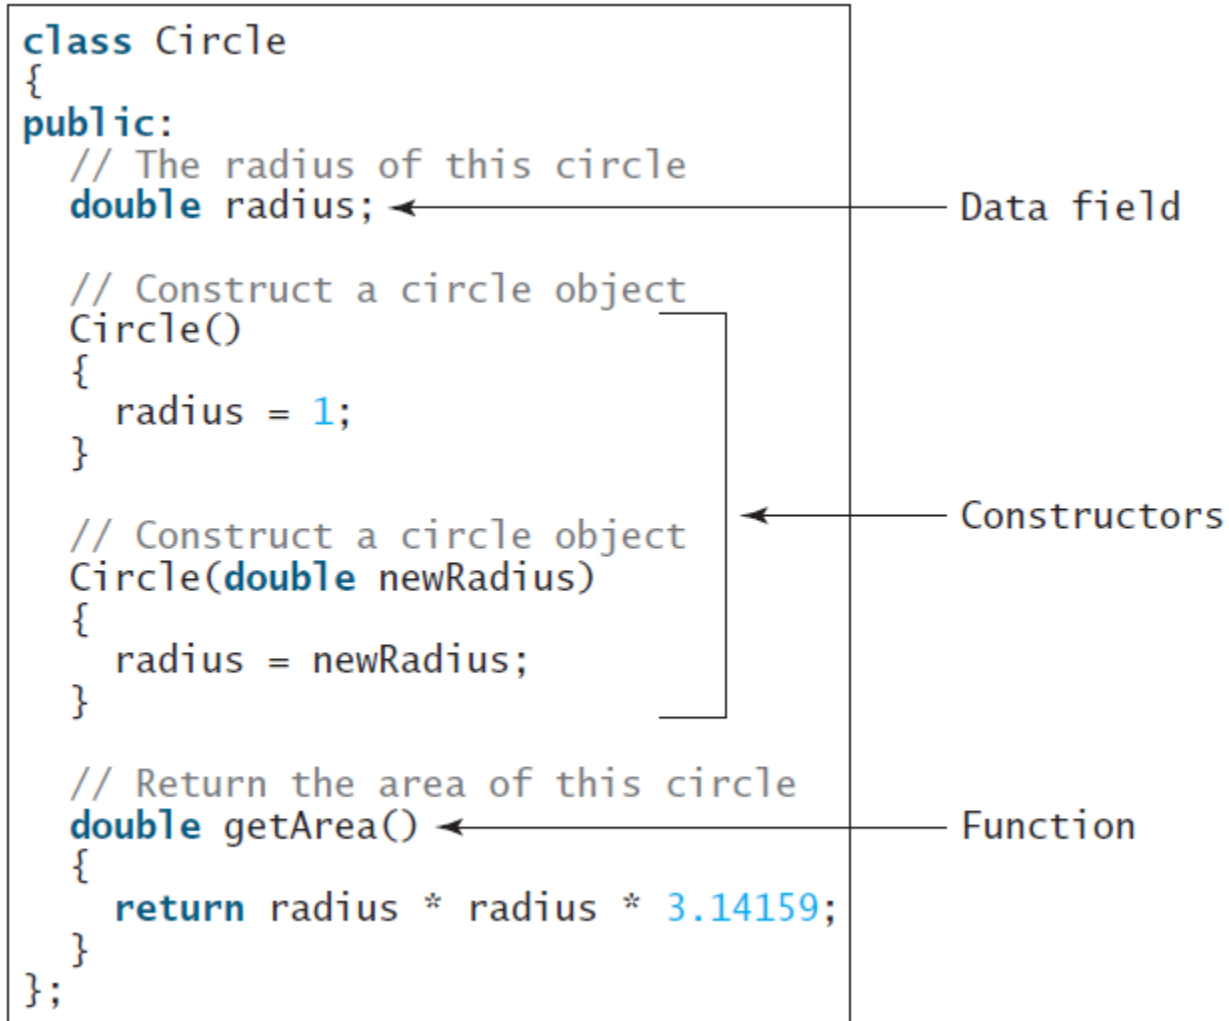 class Circle
{
public:
  // The radius of this circle
  double radius;
Data field
  // Construct a circle object
  Circle()
  {
    radius = 1;
  }
  // Construct a circle object
Constructors
  Circle(double newRadius)
  {
    radius = newRadius;
  }
  // Return the area of this circle
  double getArea()
Function
  {
    return radius * radius * 3.14159;
  }
};